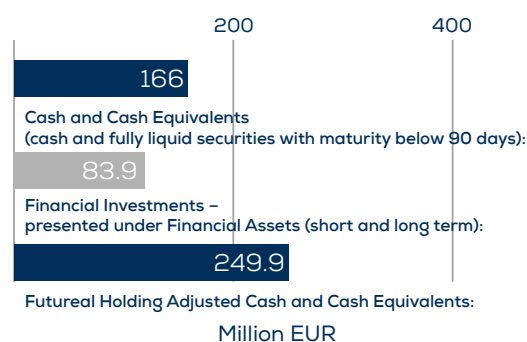 200 400
166
Cash and Cash Equivalents
(cash and fully liquid securities with maturity below 90 days):
83.9
Financial Investments –
presented under Financial Assets (short and long term):
249.9
Futureal Holding Adjusted Cash and Cash Equivalents:
Million EUR